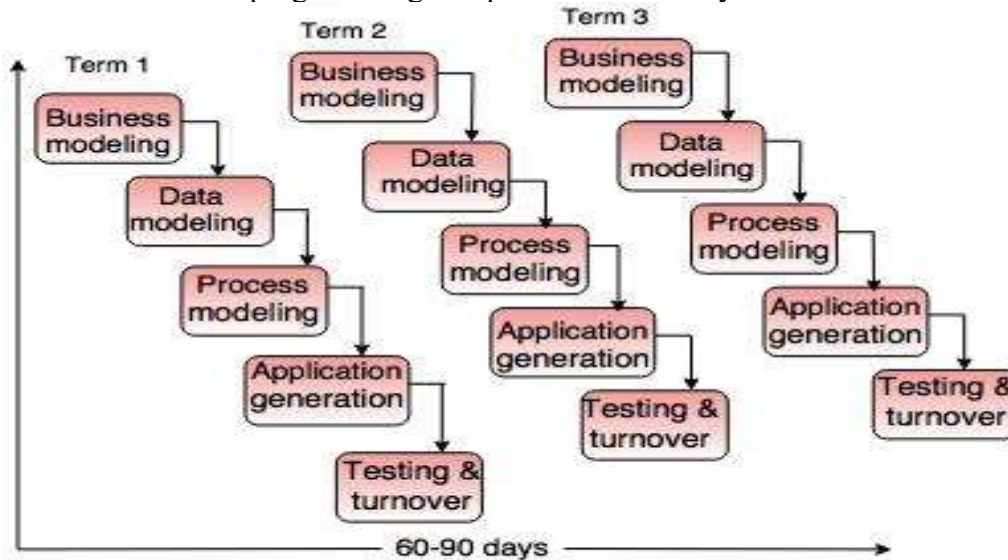 Term 1
Business
modeling
Data
modeling
Process
modeling
Application
generation
Testing &
turnover
Term 2
Business
modeling
Data
modeling
Process
modeling
Application
generation
Testing &
turnover
Term 3
Business
modeling
Data
modeling
Process
modeling
Application
generation
Testing &
turnover
60-90 days